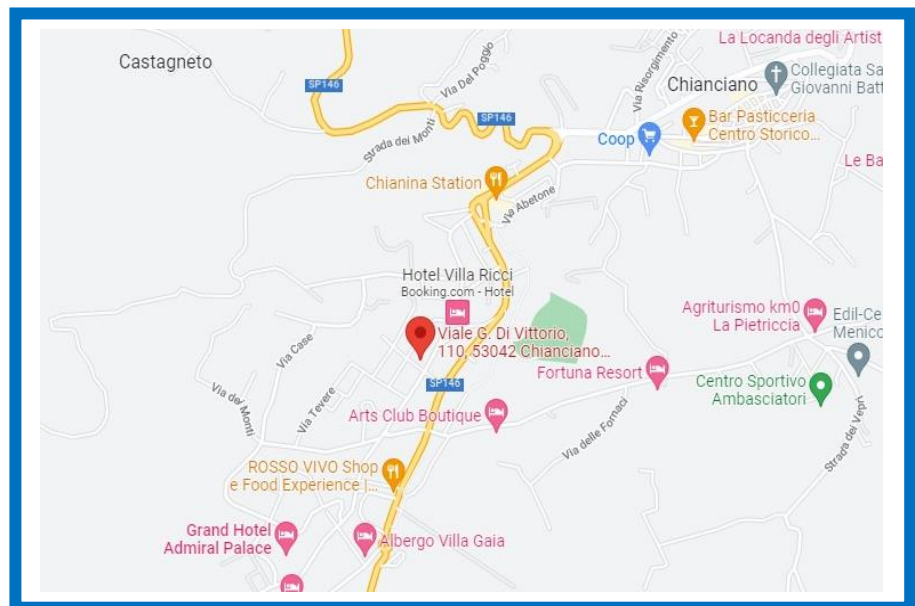 La Locanda degli Artist
Castagneto
Via Del Poggio
Via Risorgimento
Chianciano
Collegiata Sa
Giovanni Batt
SP146
SP146
Bar Pasticceria
Centro Storico...
Coop
Strada dei Monti
Le Ba
Chianina Station
Via Abetone
Hotel Villa Ricci
Booking.com - Hotel
Agriturismo km0
La Pietriccia
Edil-Ce
Menico
Viale G. Di Vittorio,
110, 53042 Chianciano...
Via Case
Fortuna Resort
SP146
Centro Sportivo
Ambasciatori
Via de' Monti
Via Tevere
Arts Club Boutique
Via delle Fornaci
Strada dei Vepri
ROSSO VIVO Shop
e Food Experience |...
Grand Hotel
Admiral Palace
Albergo Villa Gaia